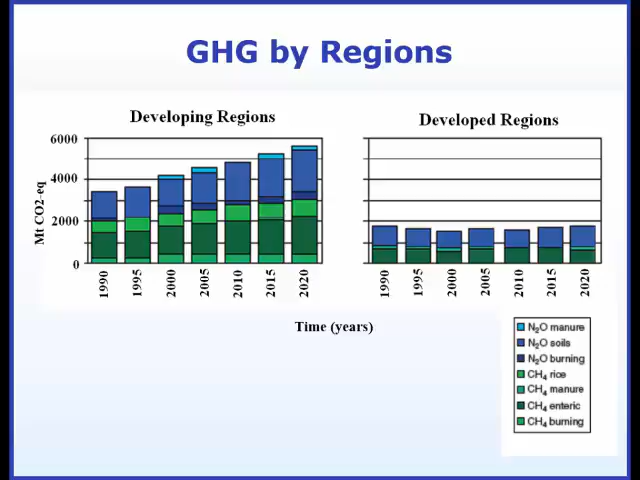 GHG by Regions
Developing Regions
Developed Regions
6000
4000
2000
0
Mt CO2-eq
1990
1995
2000
2005
2010
2015
2020
1990
1995
2000
2005
2010
2015
2020
Time (years)
N₂O manure
N₂O soils
N₂O burning
CH₄ rice
CH₄ manure
CH₄ enteric
CH₄ burning